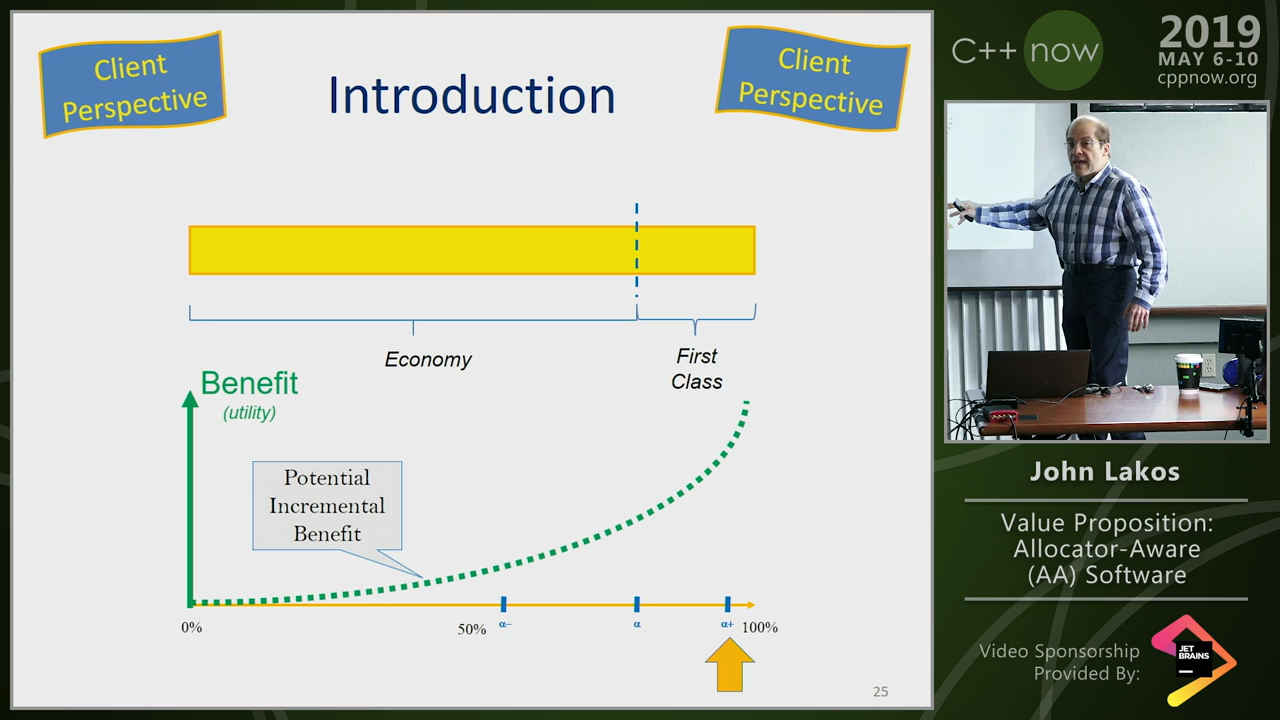 Client
Perspective
Introduction
Client
Perspective
Economy
First
Class
Benefit
(utility)
Potential
Incremental
Benefit
0%
50%
α−
α
α+
100%
25
C++ now
2019
MAY 6-10
cppnow.org
John Lakos
Value Proposition:
Allocator-Aware
(AA) Software
Video Sponsorship
Provided By:
JET
BRAINS